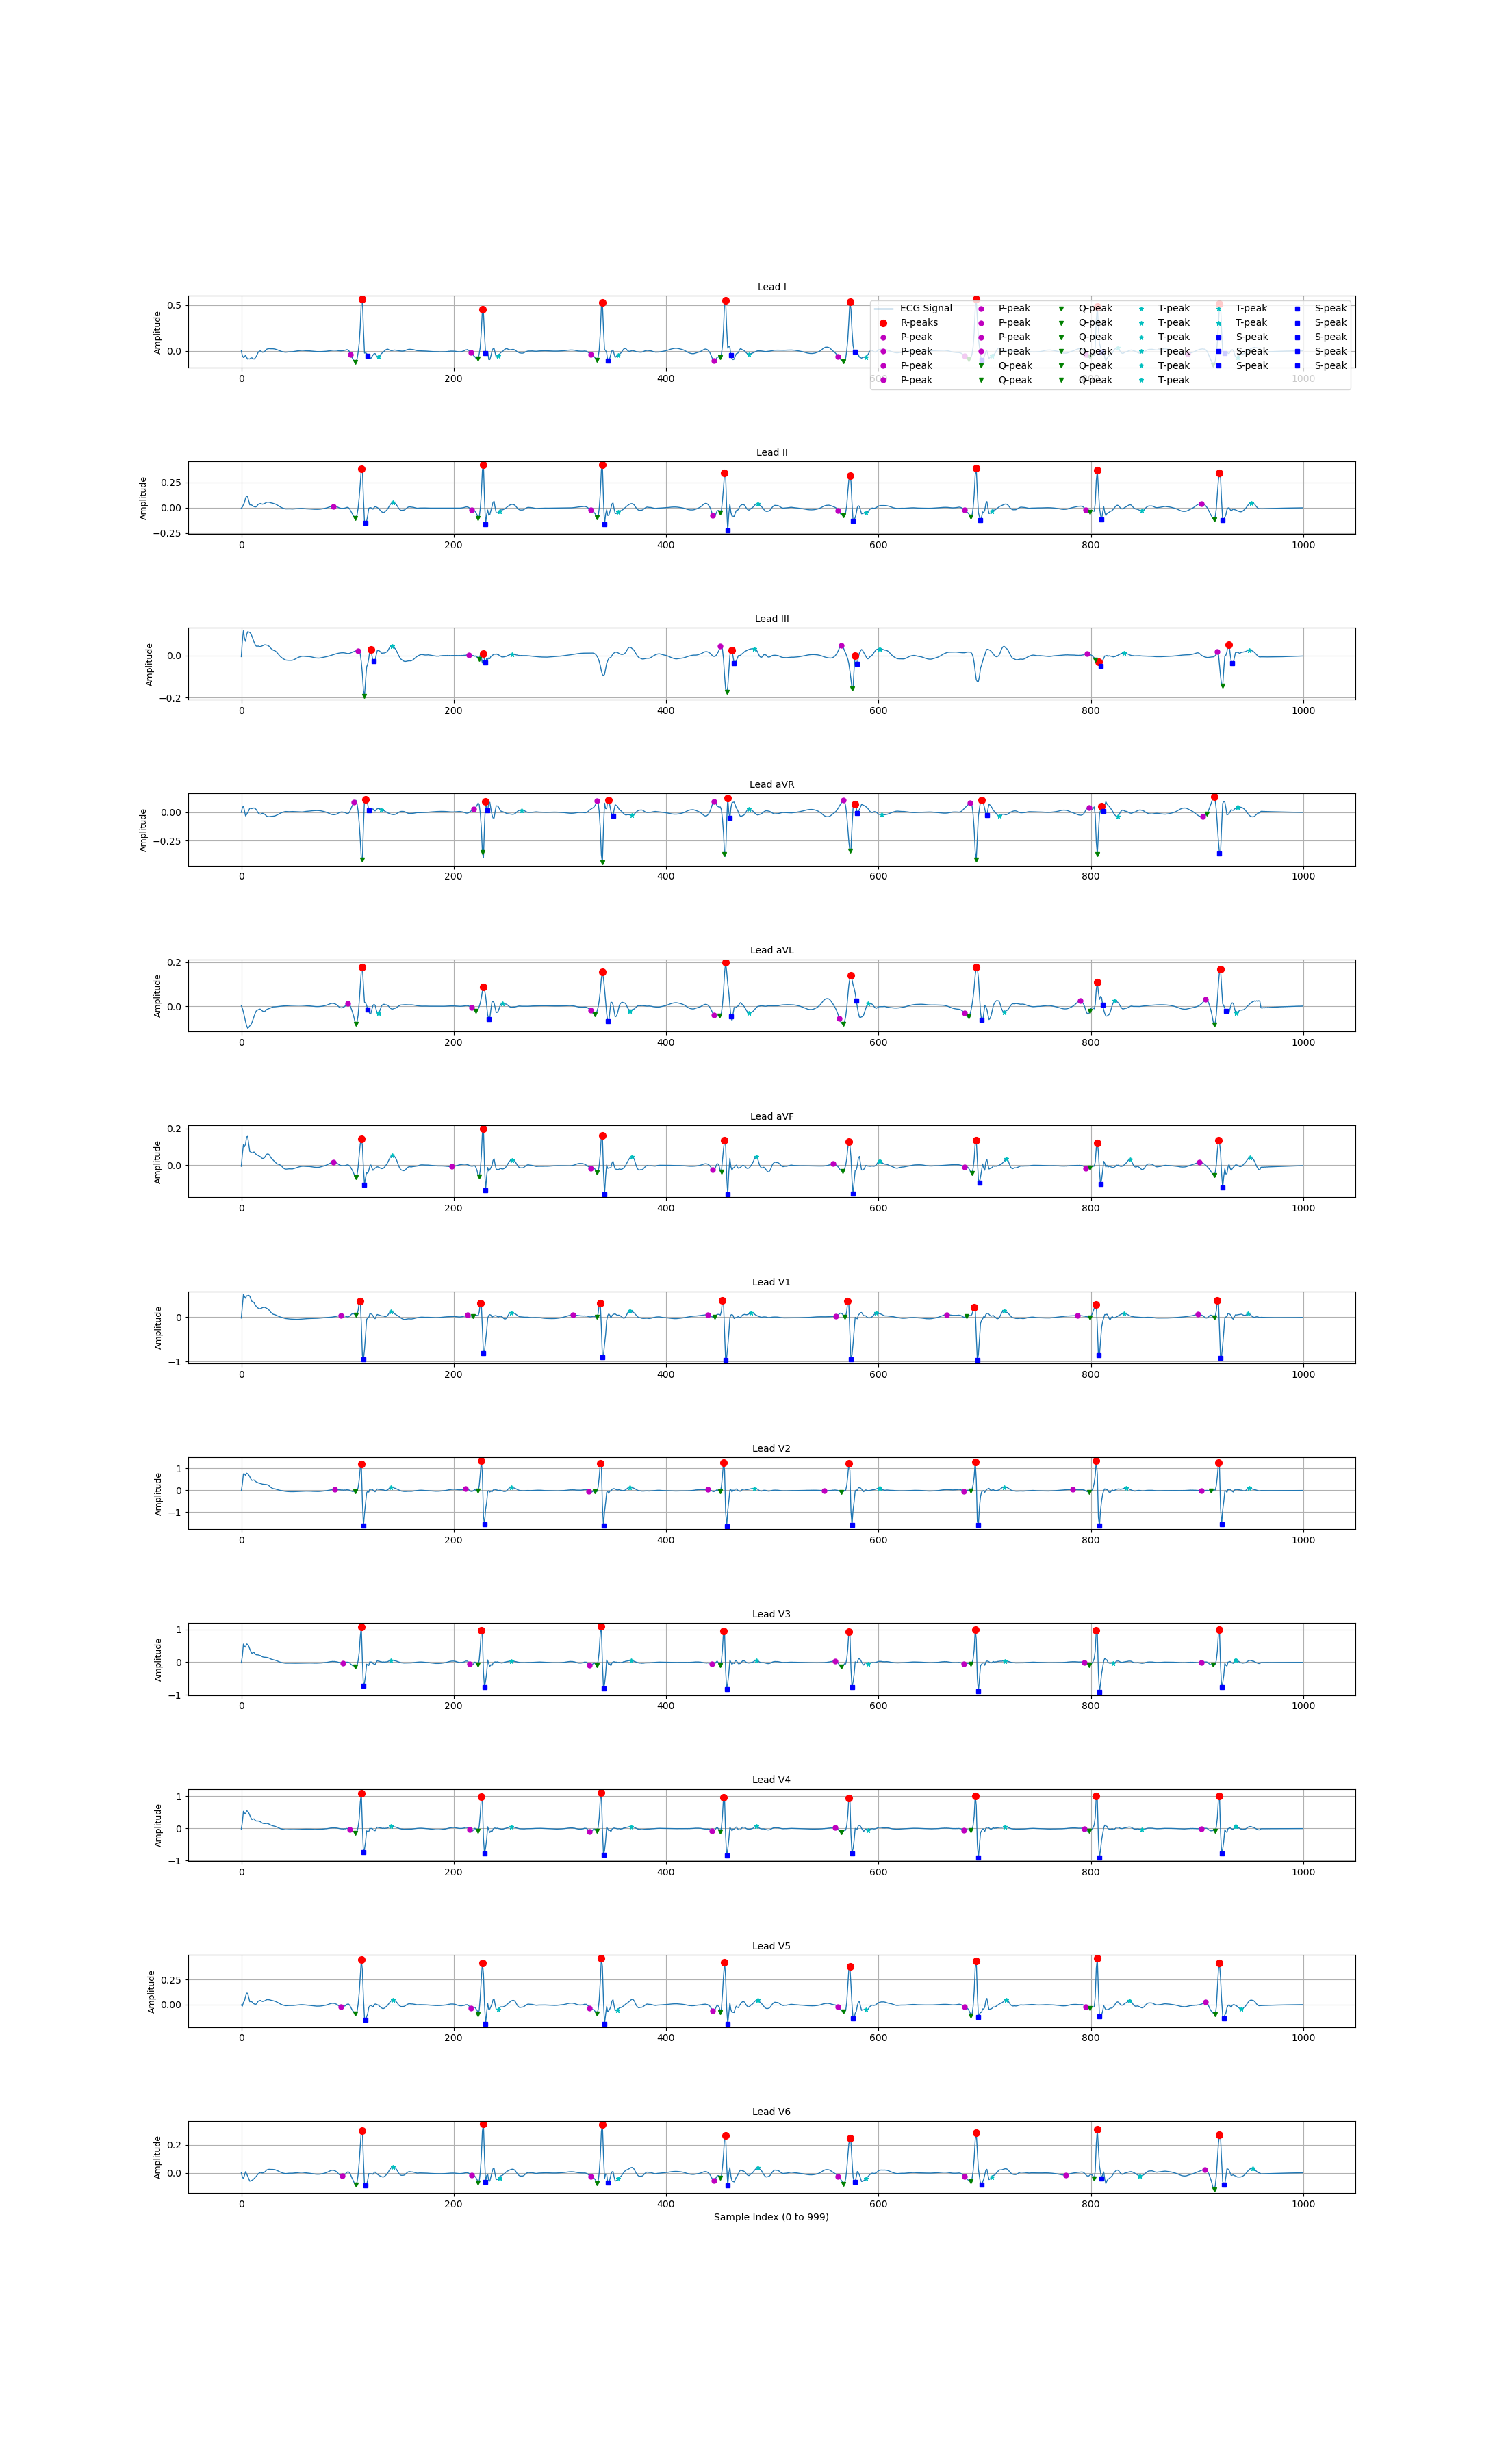 Lead I
Amplitude
0.5
0.0
ECG Signal P-peak Q-peak T-peak T-peak S-peak
R-peaks P-peak Q-peak T-peak T-peak S-peak
P-peak P-peak Q-peak T-peak S-peak S-peak
P-peak P-peak Q-peak T-peak S-peak S-peak
P-peak Q-peak Q-peak T-peak S-peak S-peak
P-peak Q-peak Q-peak T-peak
0 200 400 600 800 1000
Lead II
Amplitude
0.25
0.00
−0.25
0 200 400 600 800 1000
Lead III
Amplitude
0.0
−0.2
0 200 400 600 800 1000
Lead aVR
Amplitude
0.00
−0.25
0 200 400 600 800 1000
Lead aVL
Amplitude
0.2
0.0
0 200 400 600 800 1000
Lead aVF
Amplitude
0.2
0.0
0 200 400 600 800 1000
Lead V1
Amplitude
0
−1
0 200 400 600 800 1000
Lead V2
Amplitude
1
0
−1
0 200 400 600 800 1000
Lead V3
Amplitude
1
0
−1
0 200 400 600 800 1000
Lead V4
Amplitude
1
0
−1
0 200 400 600 800 1000
Lead V5
Amplitude
0.25
0.00
0 200 400 600 800 1000
Lead V6
Amplitude
0.2
0.0
0 200 400 600 800 1000
Sample Index (0 to 999)